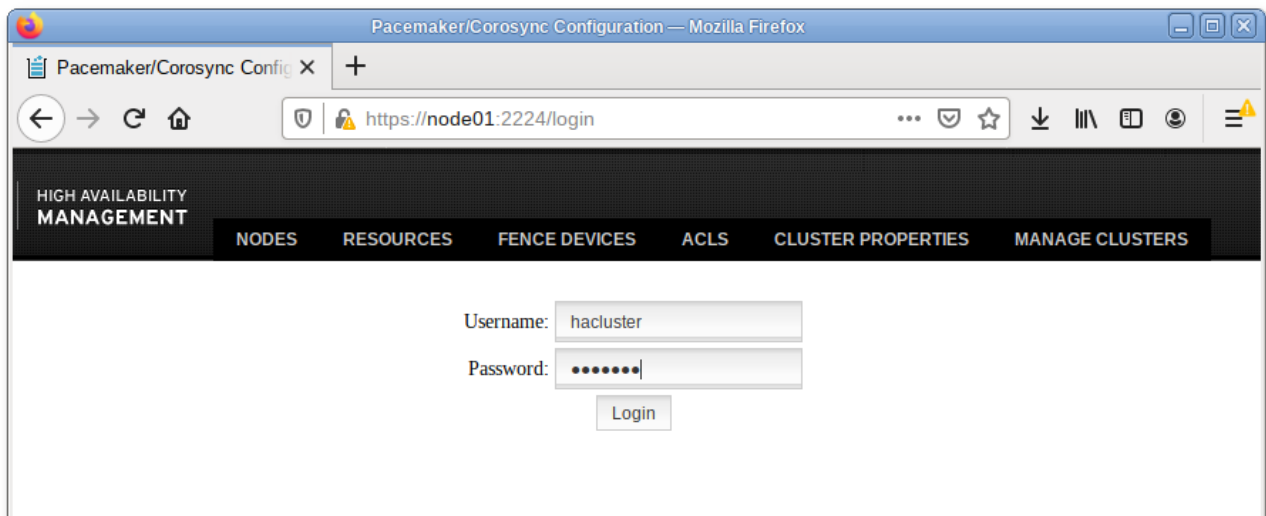 Pacemaker/Corosync Configuration — Mozilla Firefox
Pacemaker/Corosync Config
https://node01:2224/login
HIGH AVAILABILITY
MANAGEMENT
NODES RESOURCES FENCE DEVICES ACLS CLUSTER PROPERTIES MANAGE CLUSTERS
Username: hacluster
Password: •••••••
Login